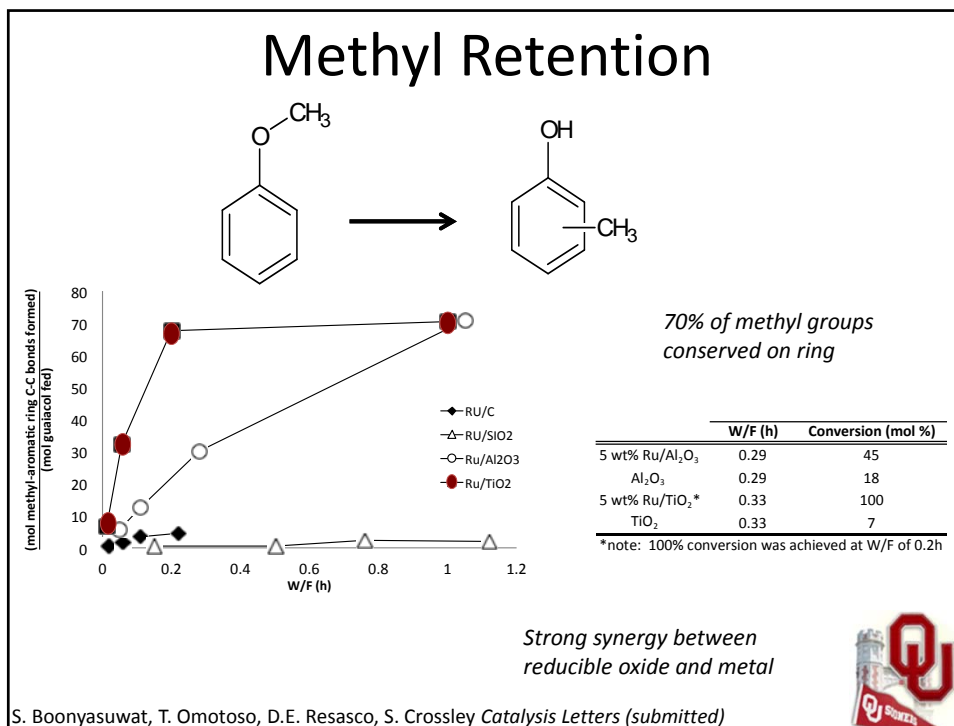 Methyl Retention
O
CH₃
OH
CH₃
(mol methyl-aromatic ring C-C bonds formed)
(mol guaiacol fed)
80
70
60
50
40
30
20
10
0
0 0.2 0.4 0.6 0.8 1 1.2
W/F (h)
RU/C
RU/SIO2
Ru/Al2O3
Ru/TiO2
70% of methyl groups
conserved on ring
W/F (h) Conversion (mol %)
5 wt% Ru/Al₂O₃ 0.29 45
Al₂O₃ 0.29 18
5 wt% Ru/TiO₂* 0.33 100
TiO₂ 0.33 7
*note: 100% conversion was achieved at W/F of 0.2h
Strong synergy between
reducible oxide and metal
OU
OU SOONERS
S. Boonyasuwat, T. Omotoso, D.E. Resasco, S. Crossley Catalysis Letters (submitted)